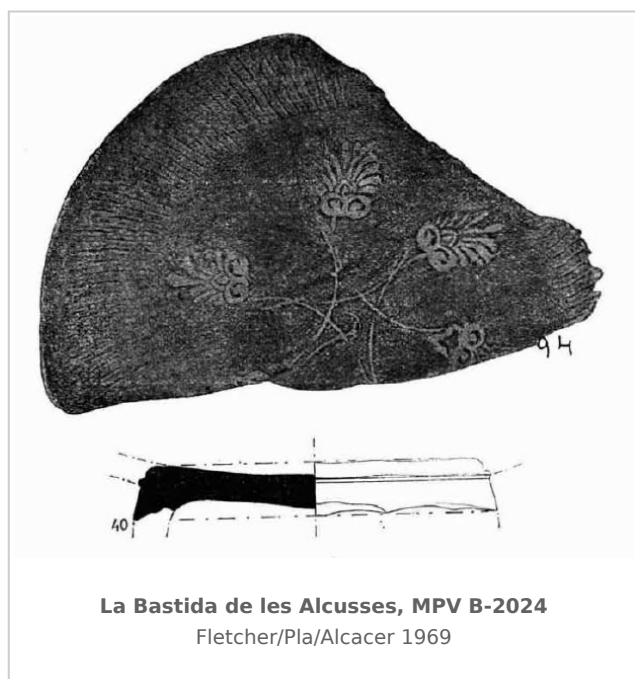 94
40
La Bastida de les Alcusses, MPV B-2024
Fletcher/Pla/Alcacer 1969